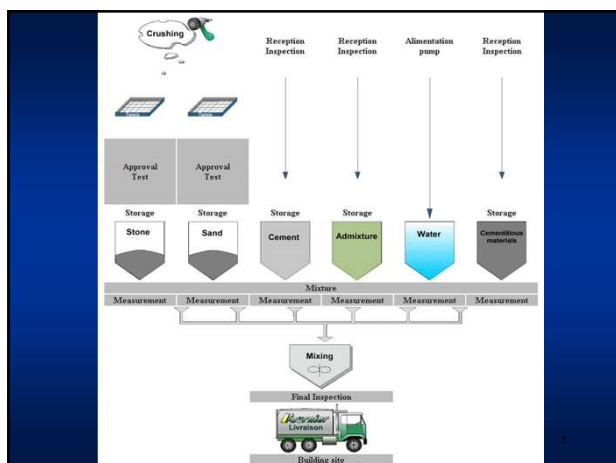 Crushing
Reception
Inspection
Reception
Inspection
Alimentation
pump
Reception
Inspection
Approval
Test
Approval
Test
Storage
Storage
Storage
Storage
Storage
Stone
Sand
Cement
Admixture
Water
Cementitious
materials
Mixture
Measurement
Measurement
Measurement
Measurement
Measurement
Measurement
Mixing
Final Inspection
Livraison
Building site
5